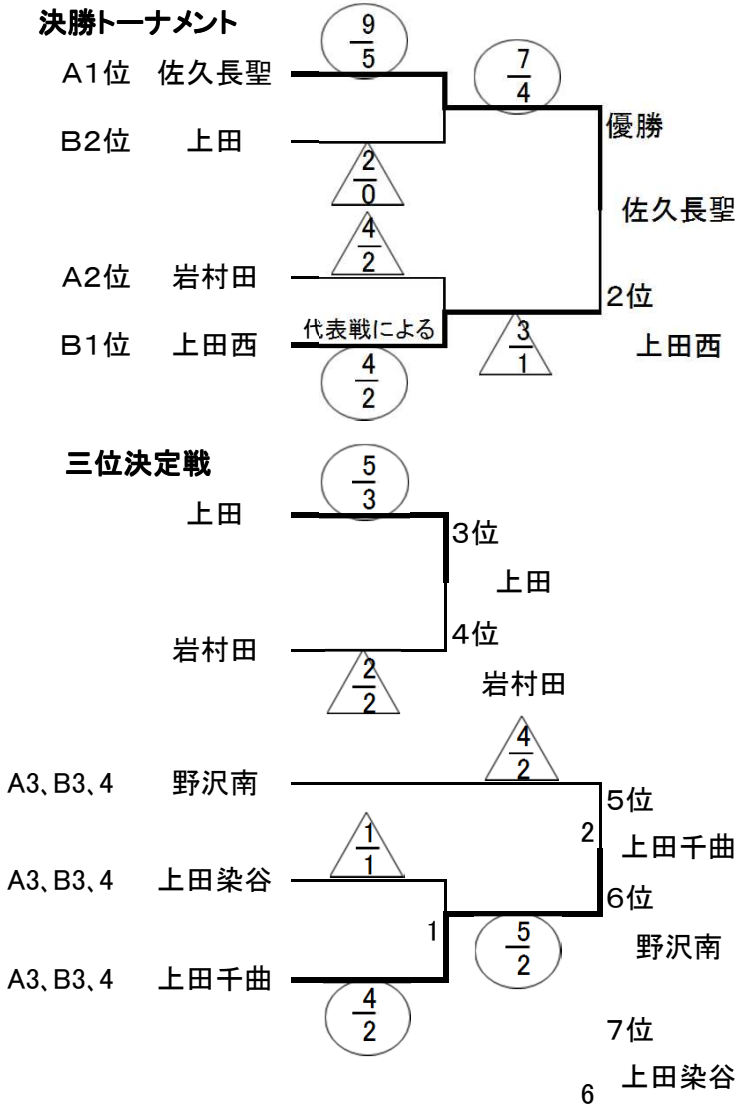 決勝トーナメント
9
5
A1位 佐久長聖
7
4
優勝
B2位 上田
2
0
佐久長聖
4
2
A2位 岩村田
2位
B1位 上田西
代表戦による
3
1
上田西
4
2
三位決定戦
5
3
上田
3位
上田
岩村田
4位
2
2
岩村田
4
2
A3、B3、4 野沢南
5位
2
上田千曲
1
1
A3、B3、4 上田染谷
6位
1
5
2
野沢南
A3、B3、4 上田千曲
4
2
7位
上田染谷
6